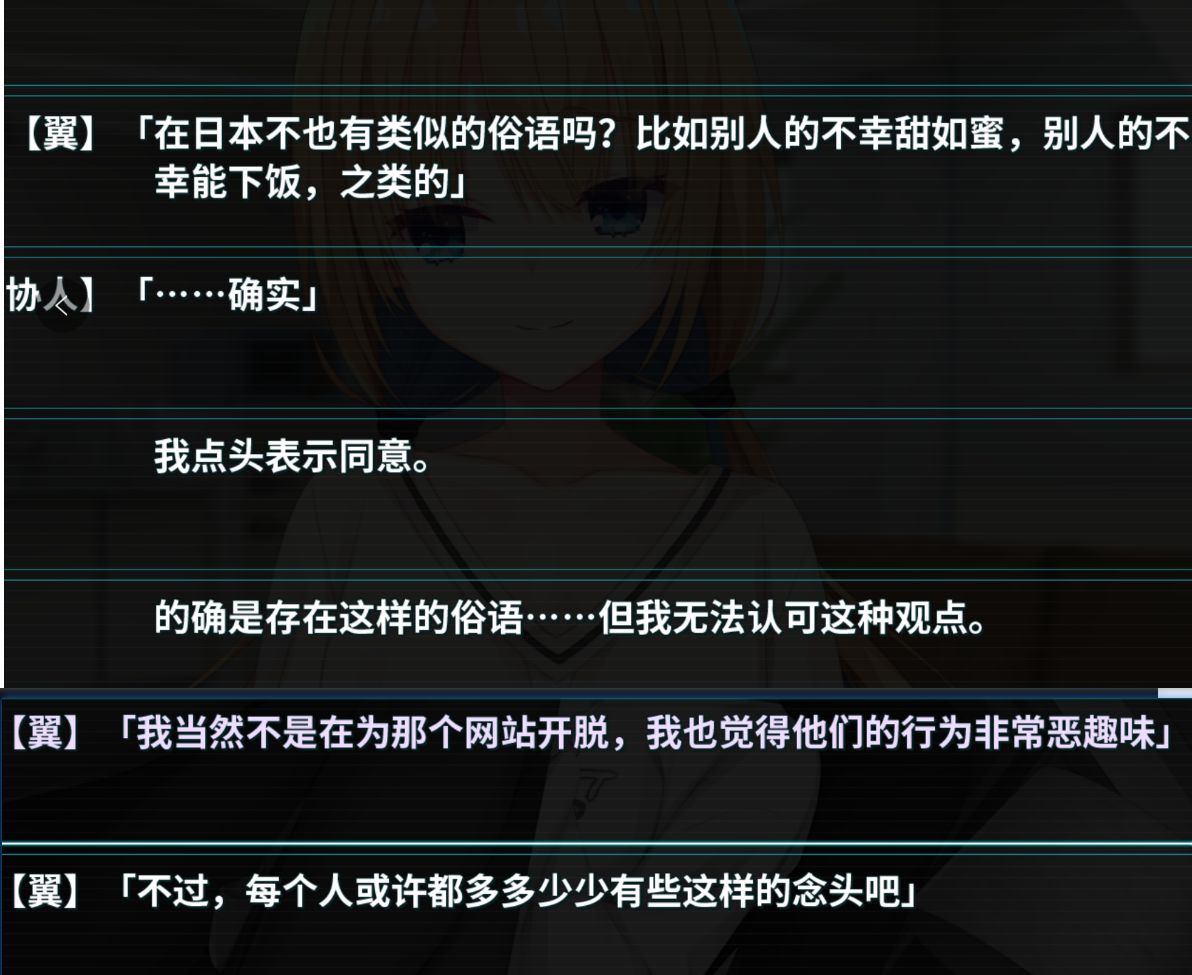 【翼】「在日本不也有类似的俗语吗？比如别人的不幸甜如蜜，别人的不
幸能下饭，之类的」
协人】「……确实」
我点头表示同意。
的确是存在这样的俗语……但我无法认可这种观点。
【翼】「我当然不是在为那个网站开脱，我也觉得他们的行为非常恶趣味」
【翼】「不过，每个人或许都多多少少有些这样的念头吧」